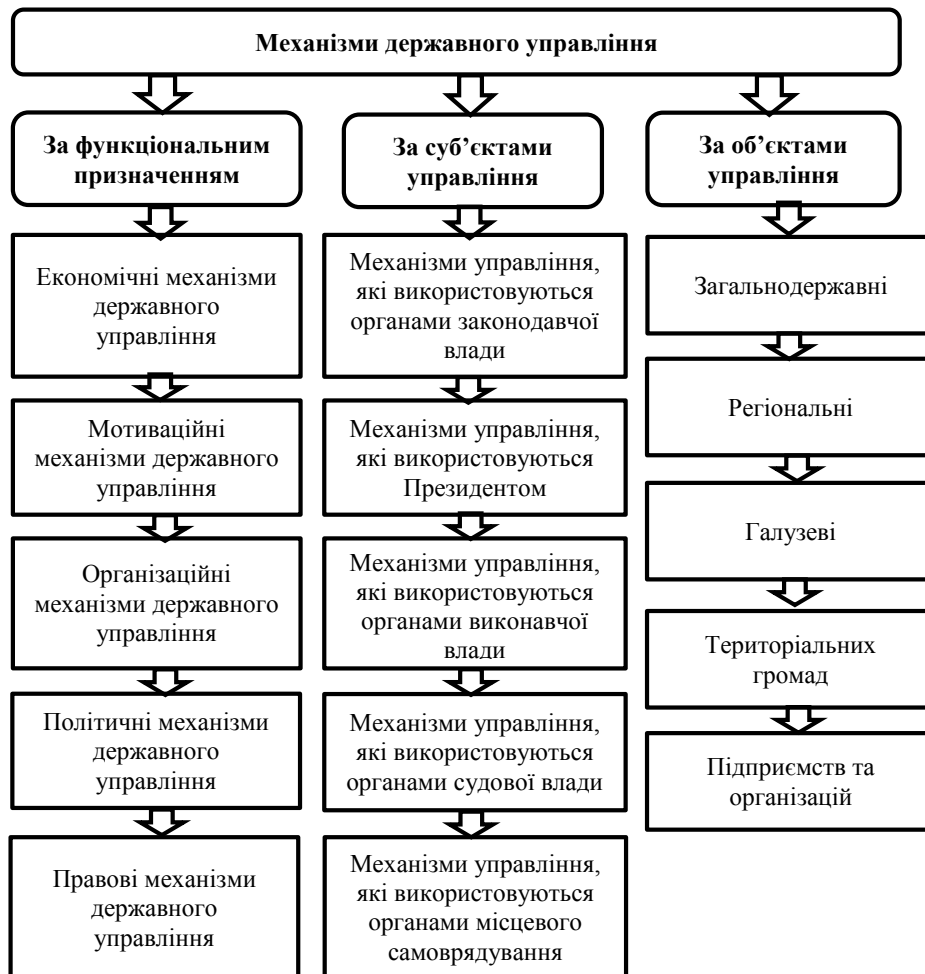 Механізми державного управління
За функціональним
призначенням
Економічні механізми
державного
управління
Мотиваційні
механізми державного
управління
Організаційні
механізми державного
управління
Політичні механізми
державного
управління
Правові механізми
державного
управління
За суб’єктами
управління
Механізми управління,
які використовуються
органами законодавчої
влади
Механізми управління,
які використовуються
Президентом
Механізми управління,
які використовуються
органами виконавчої
влади
Механізми управління,
які використовуються
органами судової влади
Механізми управління,
які використовуються
органами місцевого
самоврядування
За об’єктами
управління
Загальнодержавні
Регіональні
Галузеві
Територіальних
громад
Підприємств та
організацій